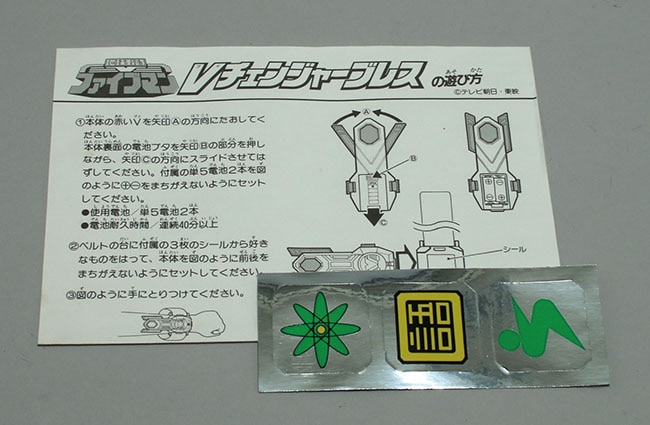 地球戦隊
ファイブマン
Vチェンジャーブレス の遊び方
©テレビ朝日・東映
①本体の赤いVを矢印Ⓐの方向にたおしてく
ださい。
本体裏面の電池ブタを矢印Bの部分を押し
ながら、矢印Cの方向にスライドさせては
ずしてください。付属の単5電池2本を図
のように⊕⊖をまちがえないようにセット
してください。
●使用電池/単5電池2本
●電池耐久時間/連続40分以上
②ベルトの台に付属の3枚のシールから好き
なものをはって、本体を図のように前後を
まちがえないようにセットしてください。
③図のように手にとりつけてください。
Ⓐ
B
C
シール